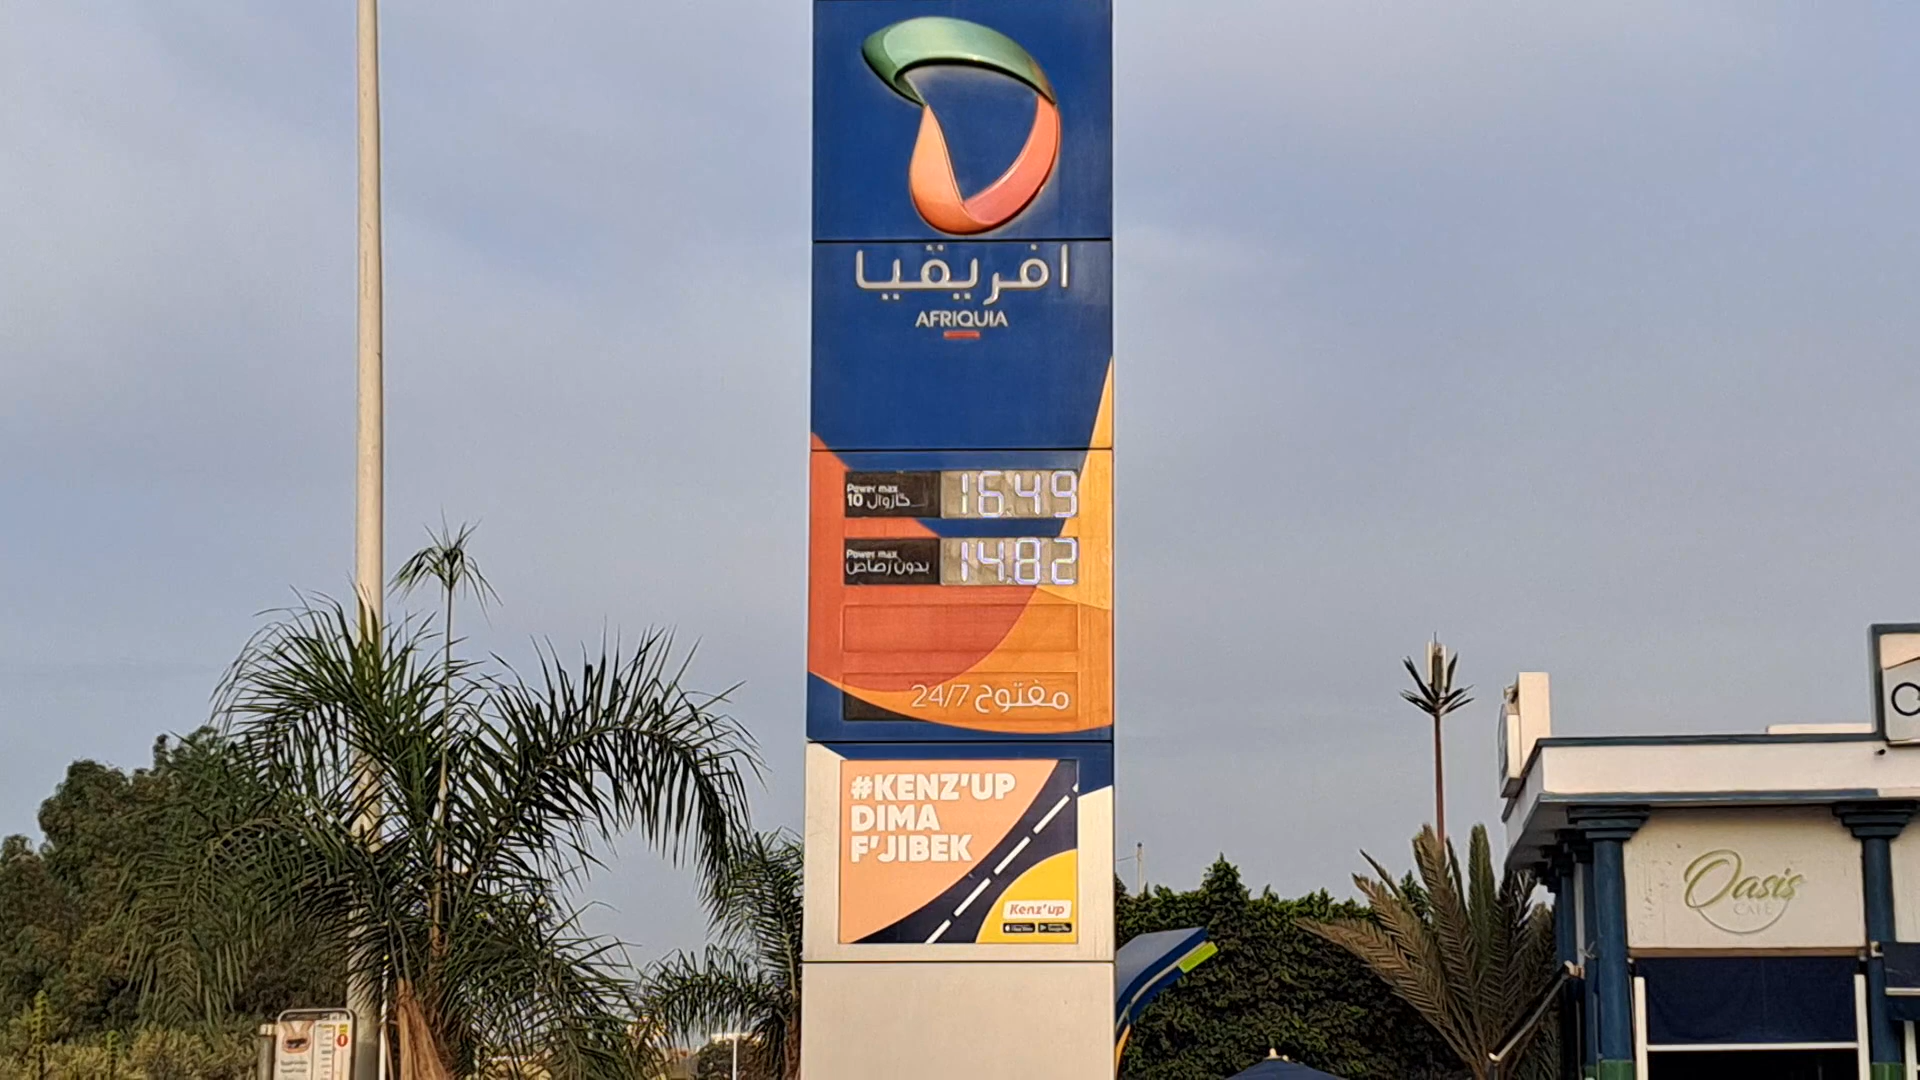 افريقيا
AFRIQUIA
Power max
گازوال 10
16.49
Power max
بدون رصاص
14.82
مفتوح 24/7
#KENZ'UP
DIMA
F'JIBEK
Kenz'up
Oasis
CAFÉ